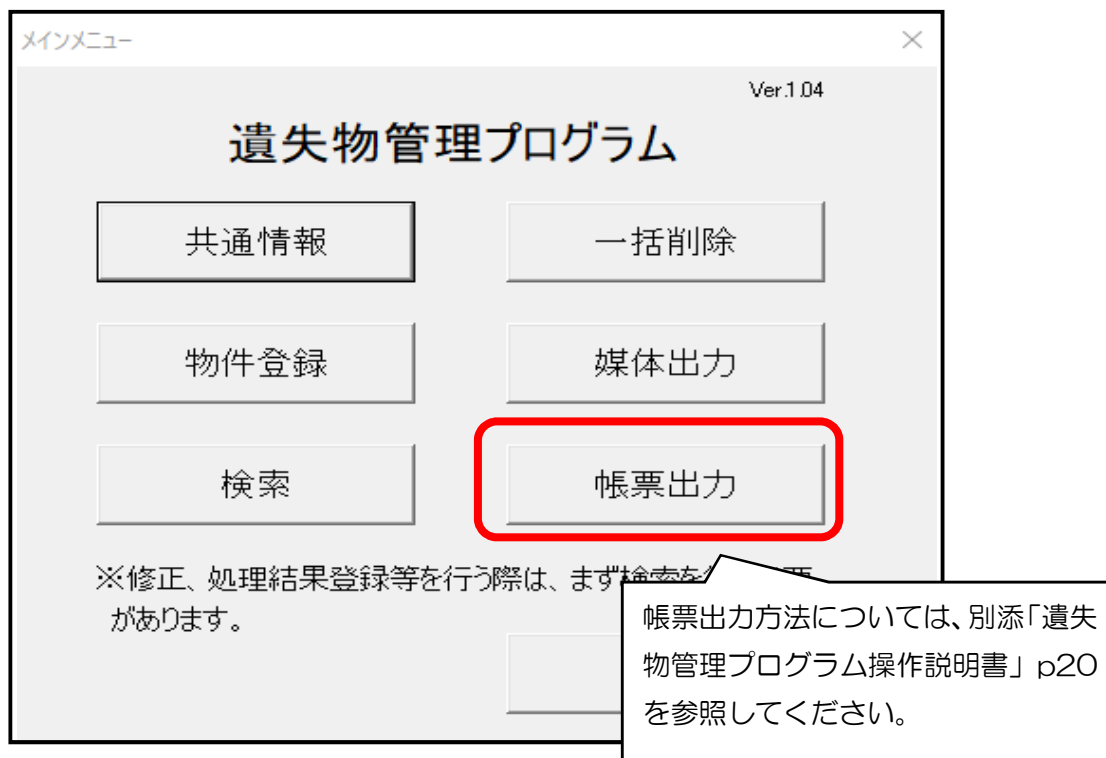 メインメニュー
Ver.1.04
遺失物管理プログラム
共通情報
一括削除
物件登録
媒体出力
検索
帳票出力
※修正、処理結果登録等を行う際は、まず検索を
があります。
帳票出力方法については、別添「遺失
物管理プログラム操作説明書」p20
を参照してください。